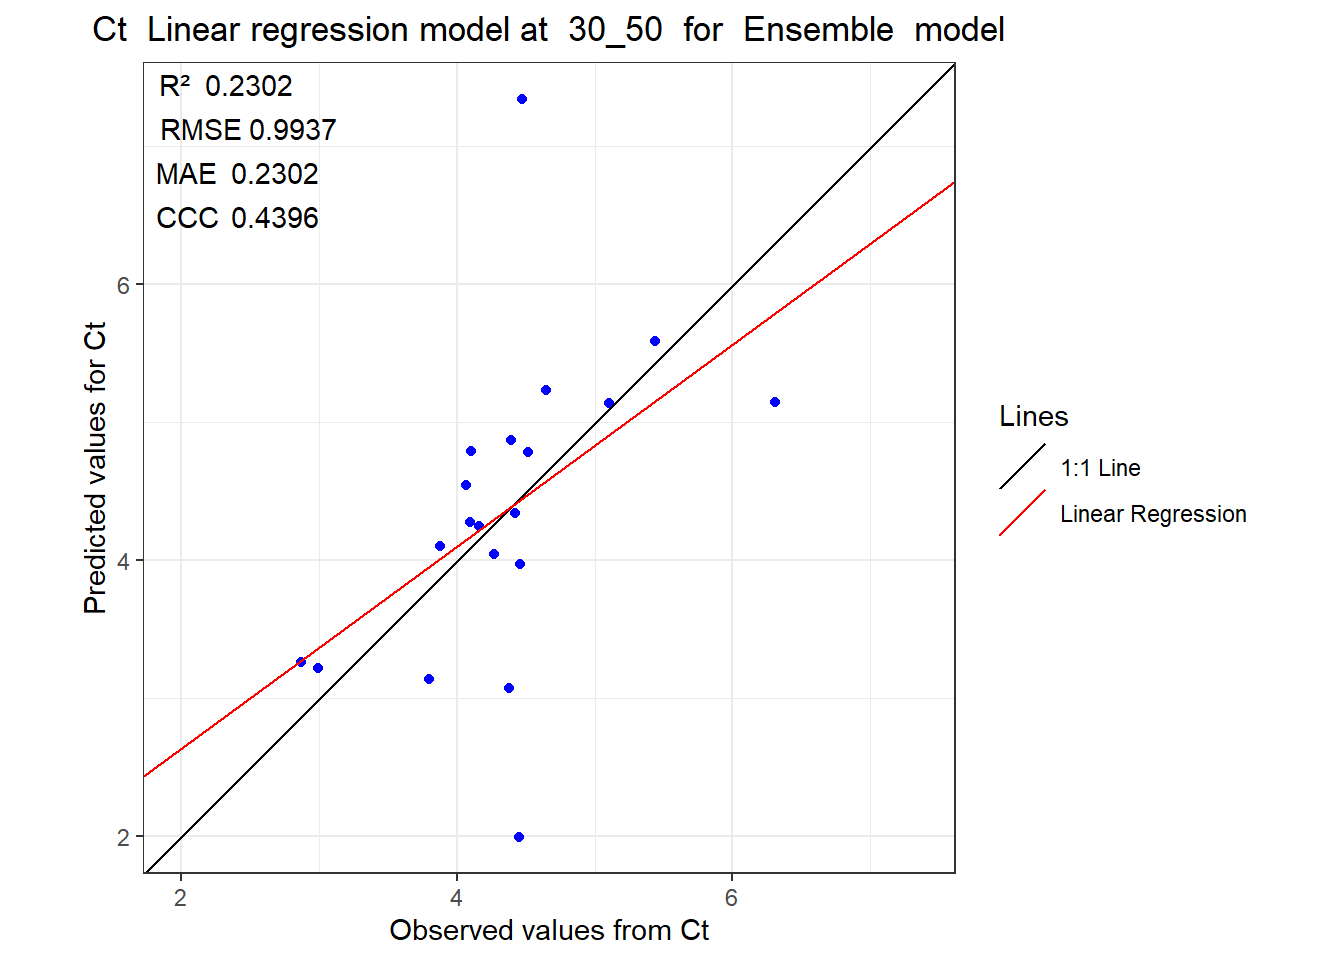 Ct  Linear regression model at  30_50  for  Ensemble  model
R²  0.2302
RMSE 0.9937
MAE  0.2302
CCC  0.4396
6
4
2
Predicted values for Ct
2 4 6
Observed values from Ct
Lines
1:1 Line
Linear Regression